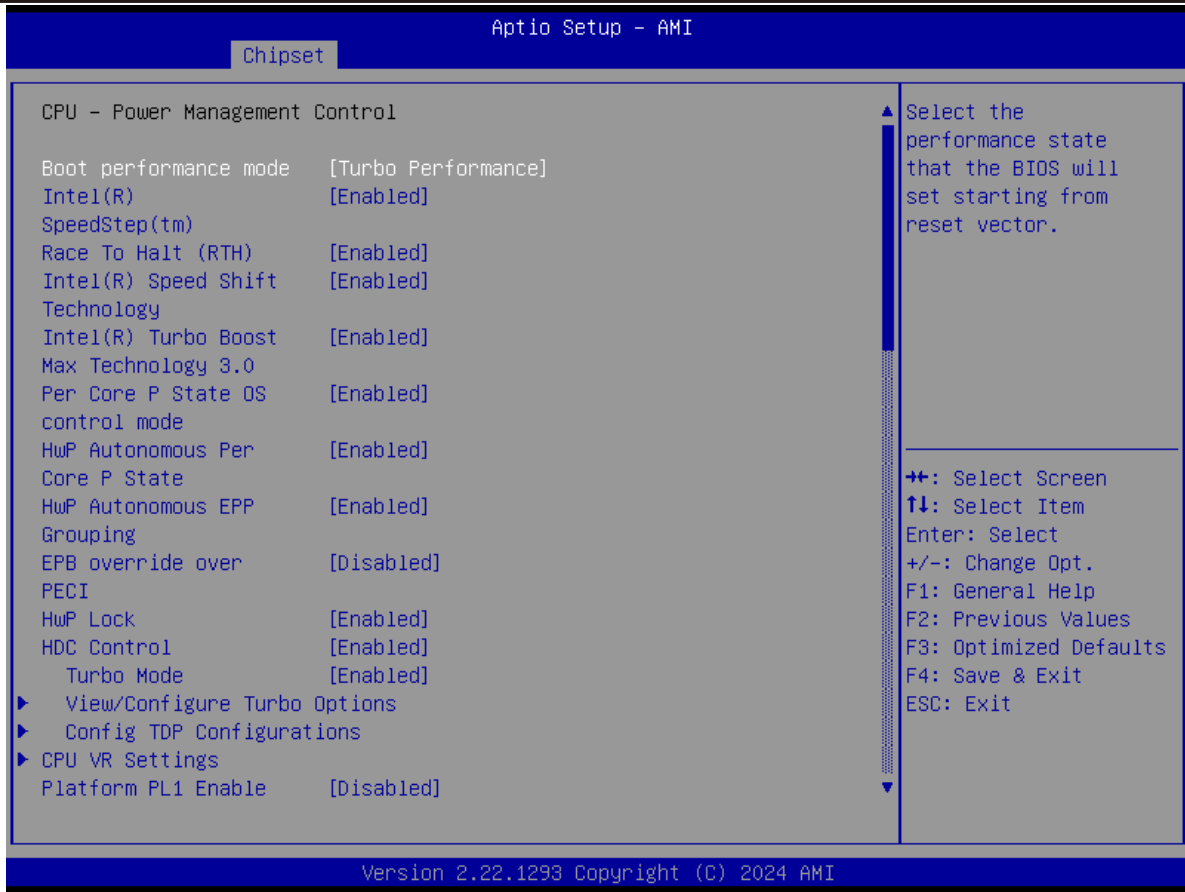 Aptio Setup – AMI
Chipset
CPU – Power Management Control
Boot performance mode [Turbo Performance]
Intel(R) [Enabled]
SpeedStep(tm)
Race To Halt (RTH) [Enabled]
Intel(R) Speed Shift [Enabled]
Technology
Intel(R) Turbo Boost [Enabled]
Max Technology 3.0
Per Core P State OS [Enabled]
control mode
HwP Autonomous Per [Enabled]
Core P State
HwP Autonomous EPP [Enabled]
Grouping
EPB override over [Disabled]
PECI
HwP Lock [Enabled]
HDC Control [Enabled]
Turbo Mode [Enabled]
View/Configure Turbo Options
Config TDP Configurations
CPU VR Settings
Platform PL1 Enable [Disabled]
Select the
performance state
that the BIOS will
set starting from
reset vector.
→←: Select Screen
↑↓: Select Item
Enter: Select
+/-: Change Opt.
F1: General Help
F2: Previous Values
F3: Optimized Defaults
F4: Save & Exit
ESC: Exit
Version 2.22.1293 Copyright (C) 2024 AMI